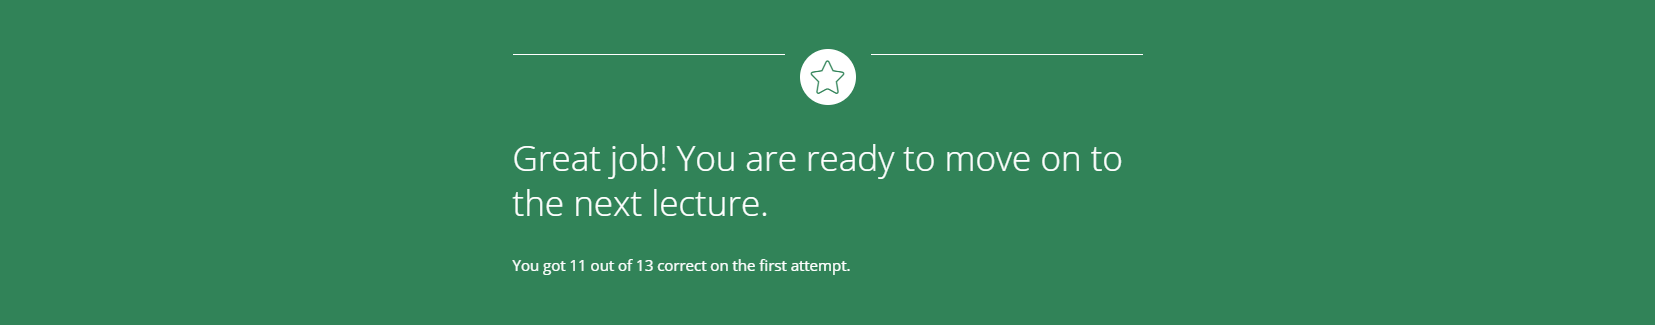 Great job! You are ready to move on to
the next lecture.
You got 11 out of 13 correct on the first attempt.